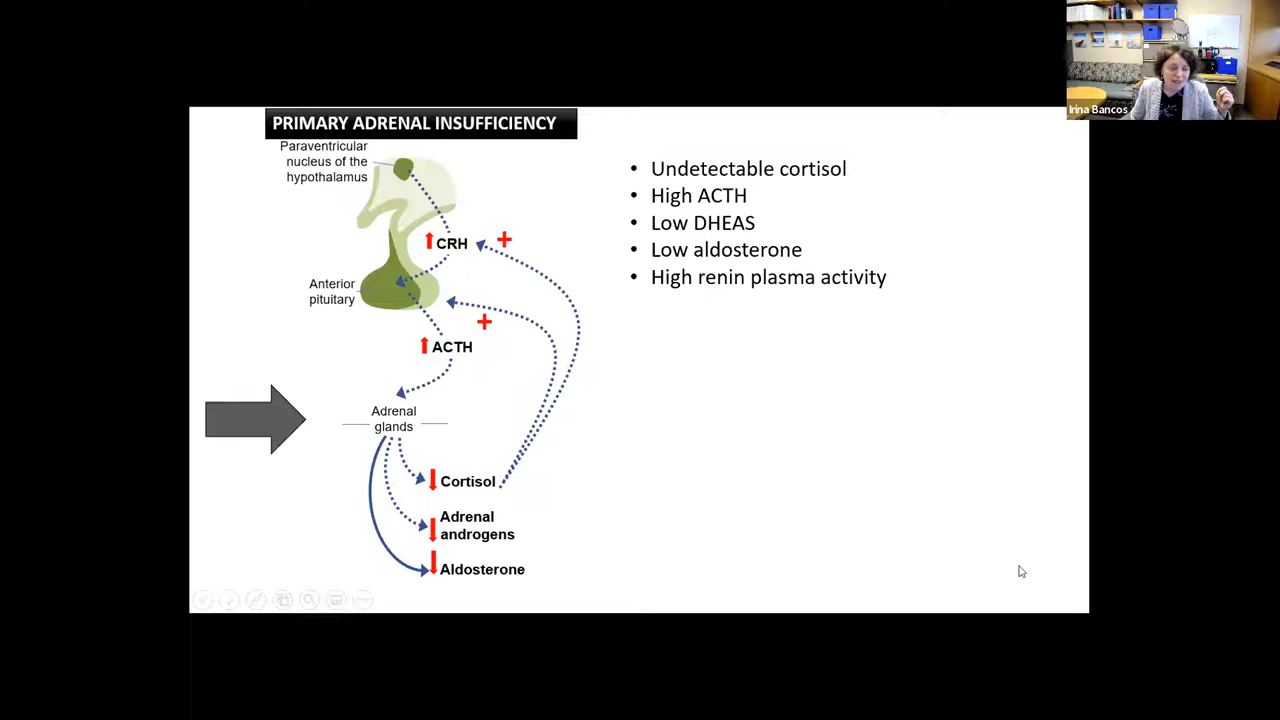 Irina Bancos
PRIMARY ADRENAL INSUFFICIENCY
Paraventricular
nucleus of the
hypothalamus
CRH
+
Anterior
pituitary
+
ACTH
Adrenal
glands
Cortisol
Adrenal
androgens
Aldosterone
• Undetectable cortisol
• High ACTH
• Low DHEAS
• Low aldosterone
• High renin plasma activity